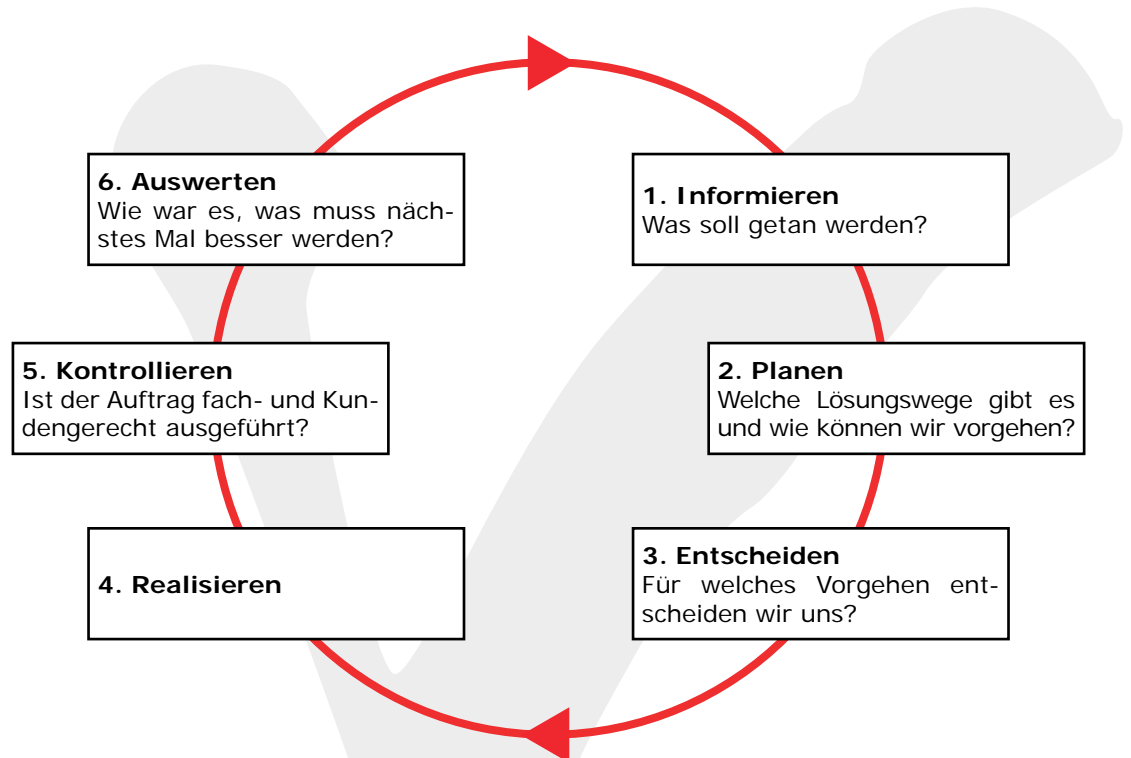 1. Informieren
Was soll getan werden?
2. Planen
Welche Lösungswege gibt es
und wie können wir vorgehen?
3. Entscheiden
Für welches Vorgehen ent-
scheiden wir uns?
4. Realisieren
5. Kontrollieren
Ist der Auftrag fach- und Kun-
dengerecht ausgeführt?
6. Auswerten
Wie war es, was muss näch-
stes Mal besser werden?